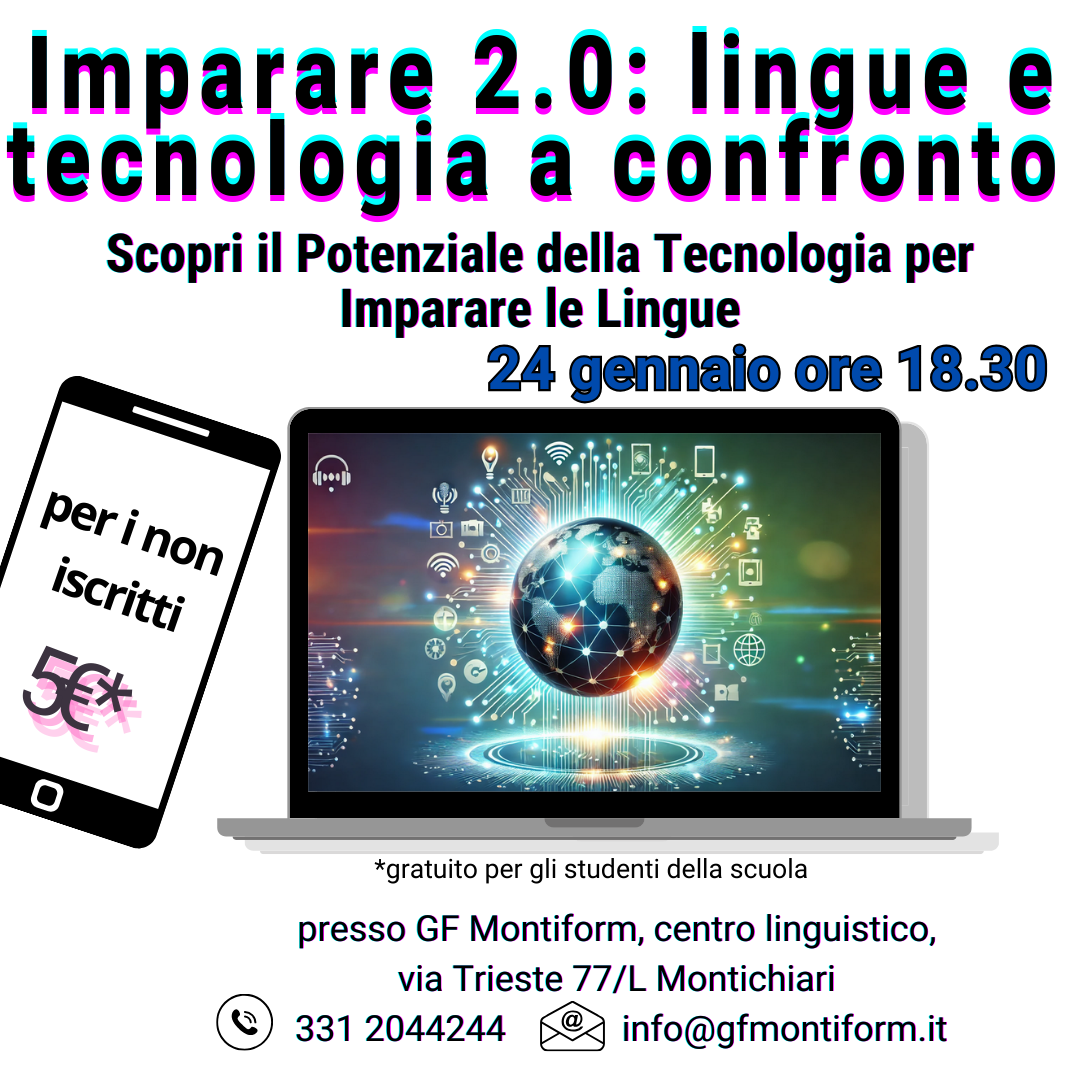 Imparare 2.0: lingue e
tecnologia a confronto
Scopri il Potenziale della Tecnologia per
Imparare le Lingue
24 gennaio ore 18.30
per i non
iscritti
5€*
*gratuito per gli studenti della scuola
presso GF Montiform, centro linguistico,
via Trieste 77/L Montichiari
331 2044244
@
info@gfmontiform.it